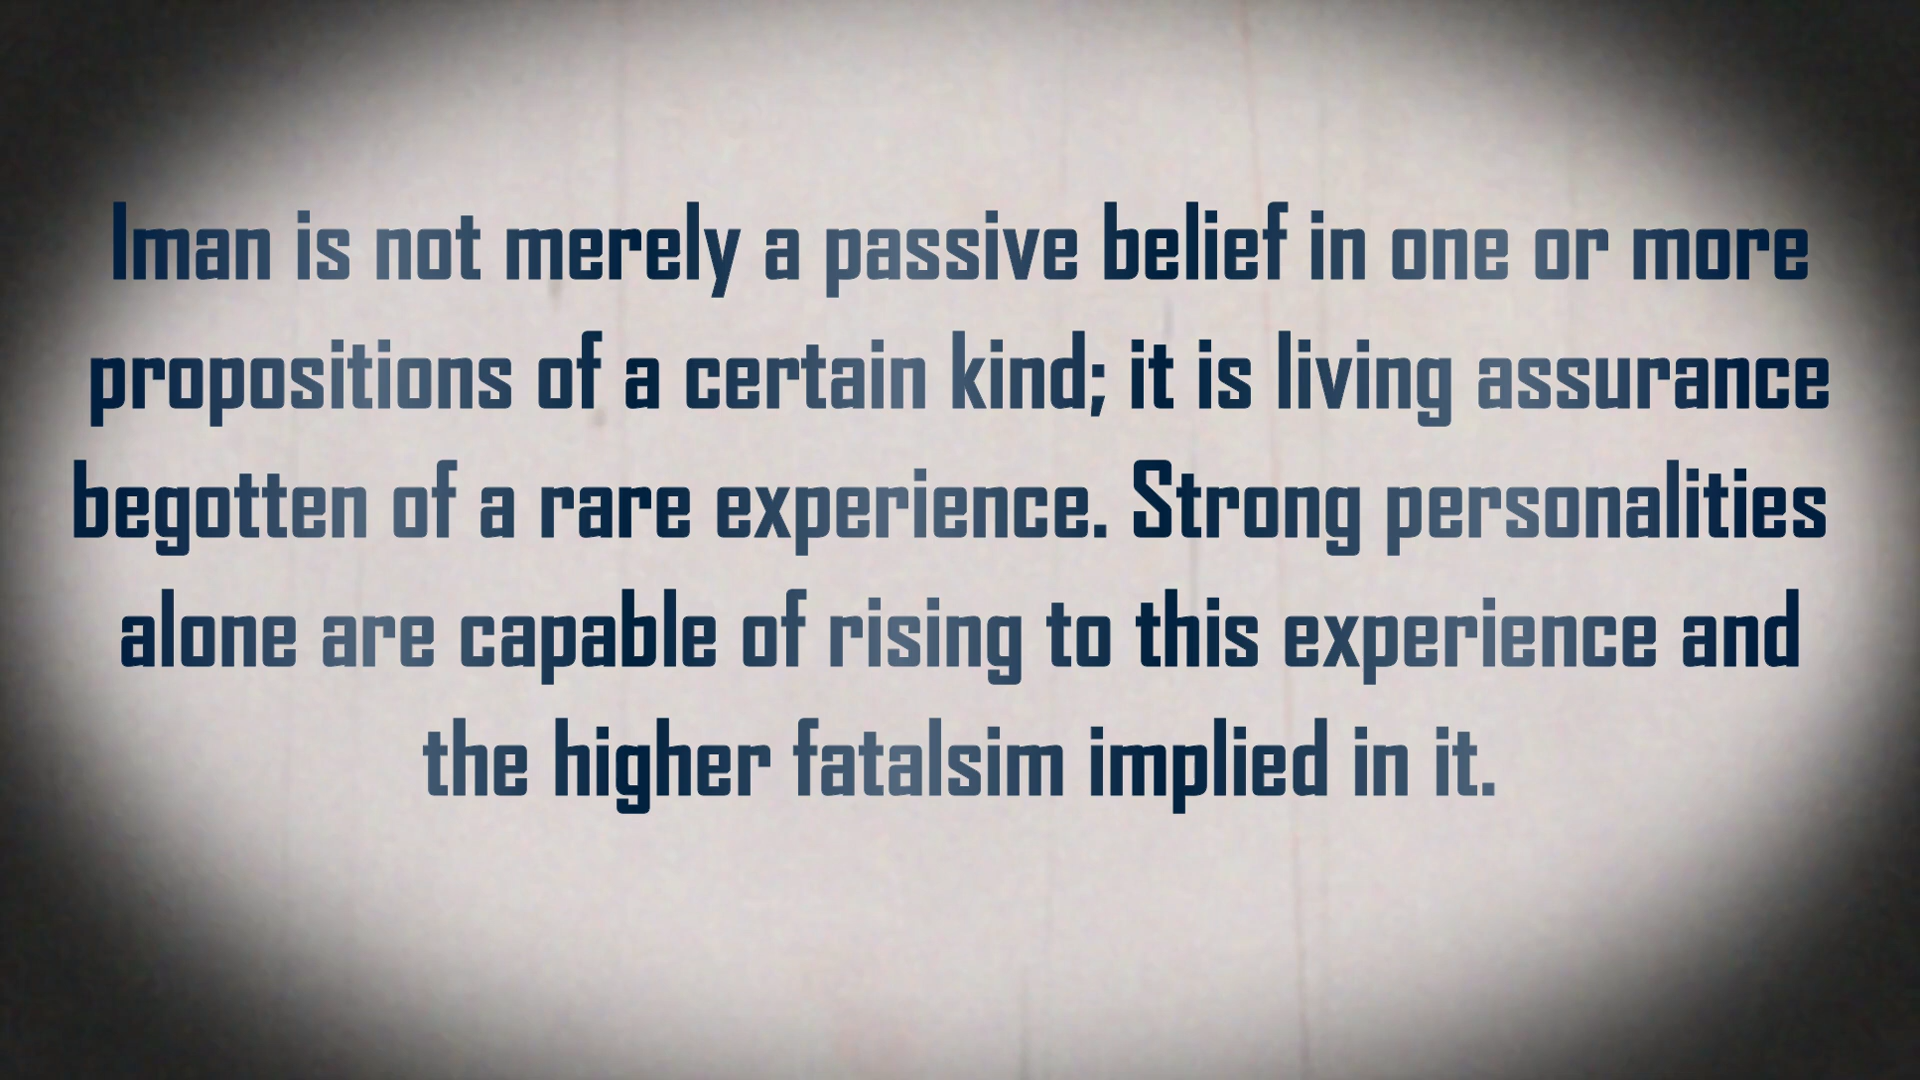 Iman is not merely a passive belief in one or more
propositions of a certain kind; it is living assurance
begotten of a rare experience. Strong personalities
alone are capable of rising to this experience and
the higher fatalsim implied in it.